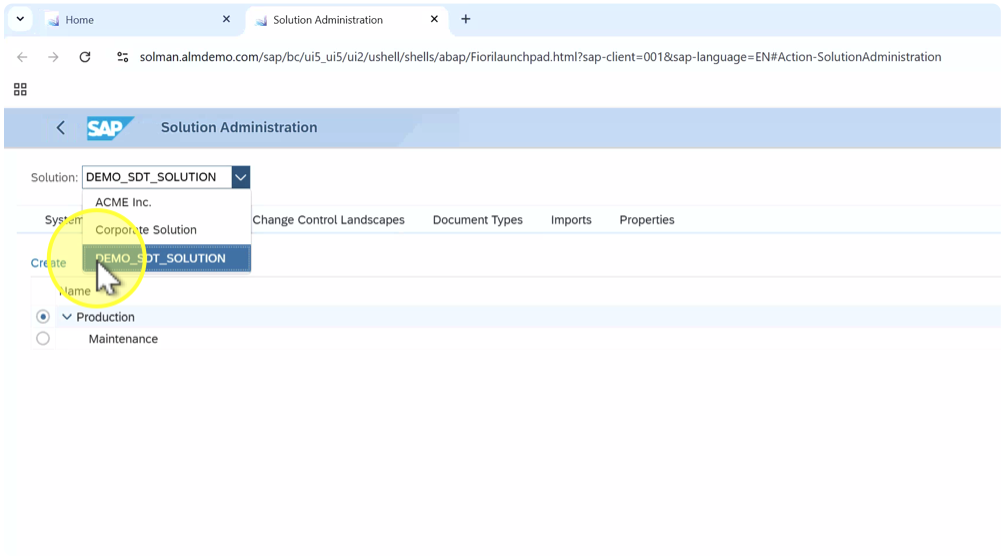 Home
Solution Administration
solman.almdemo.com/sap/bc/ui5_ui5/ui2/ushell/shells/abap/Fiorilaunchpad.html?sap-client=001&sap-language=EN#Action-SolutionAdministration
SAP Solution Administration
Solution: DEMO_SDT_SOLUTION
ACME Inc.
System Change Control Landscapes Document Types Imports Properties
Corporate Solution
DEMO_SDT_SOLUTION
Create
Name
Production
Maintenance